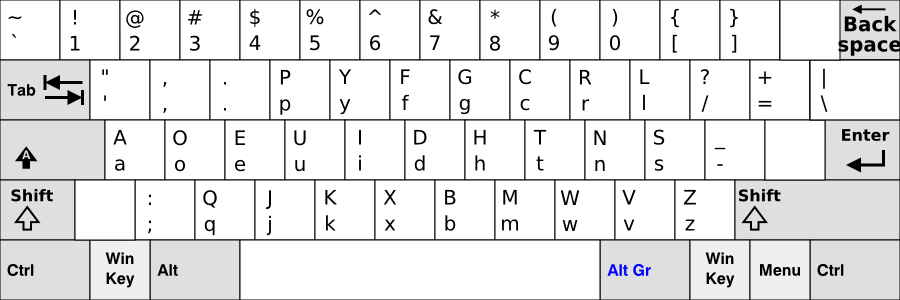 ~ ! @ # $ % ^ & * ( ) { }
` 1 2 3 4 5 6 7 8 9 0 [ ] Back space
Tab " , . P Y F G C R L ? + |
' , . p y f g c r l / = \
A A O E U I D H T N S _ Enter
a o e u i d h t n s -
Shift : Q J K X B M W V Z Shift
; q j k x b m w v z
Ctrl Win Key Alt Alt Gr Win Key Menu Ctrl